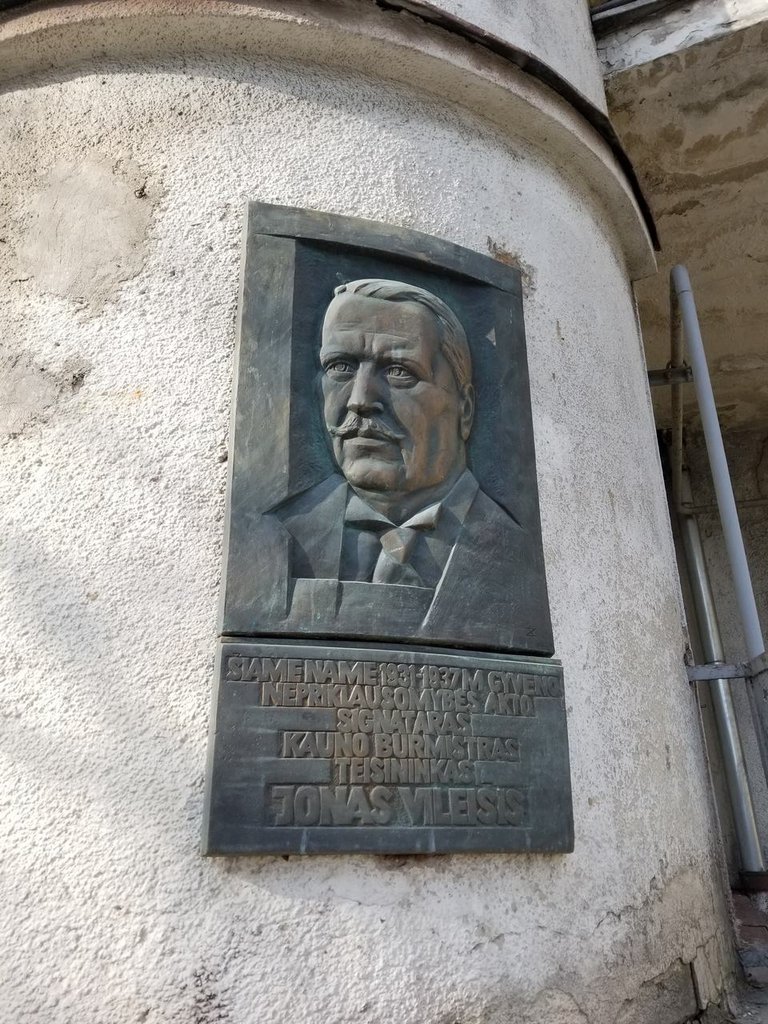 ŠIAME NAME 1931-1937 M. GYVENO
NEPRIKLAUSOMYBĖS AKTO
SIGNATARAS
KAUNO BURMISTRAS
TEISININKAS
JONAS VILEIŠIS